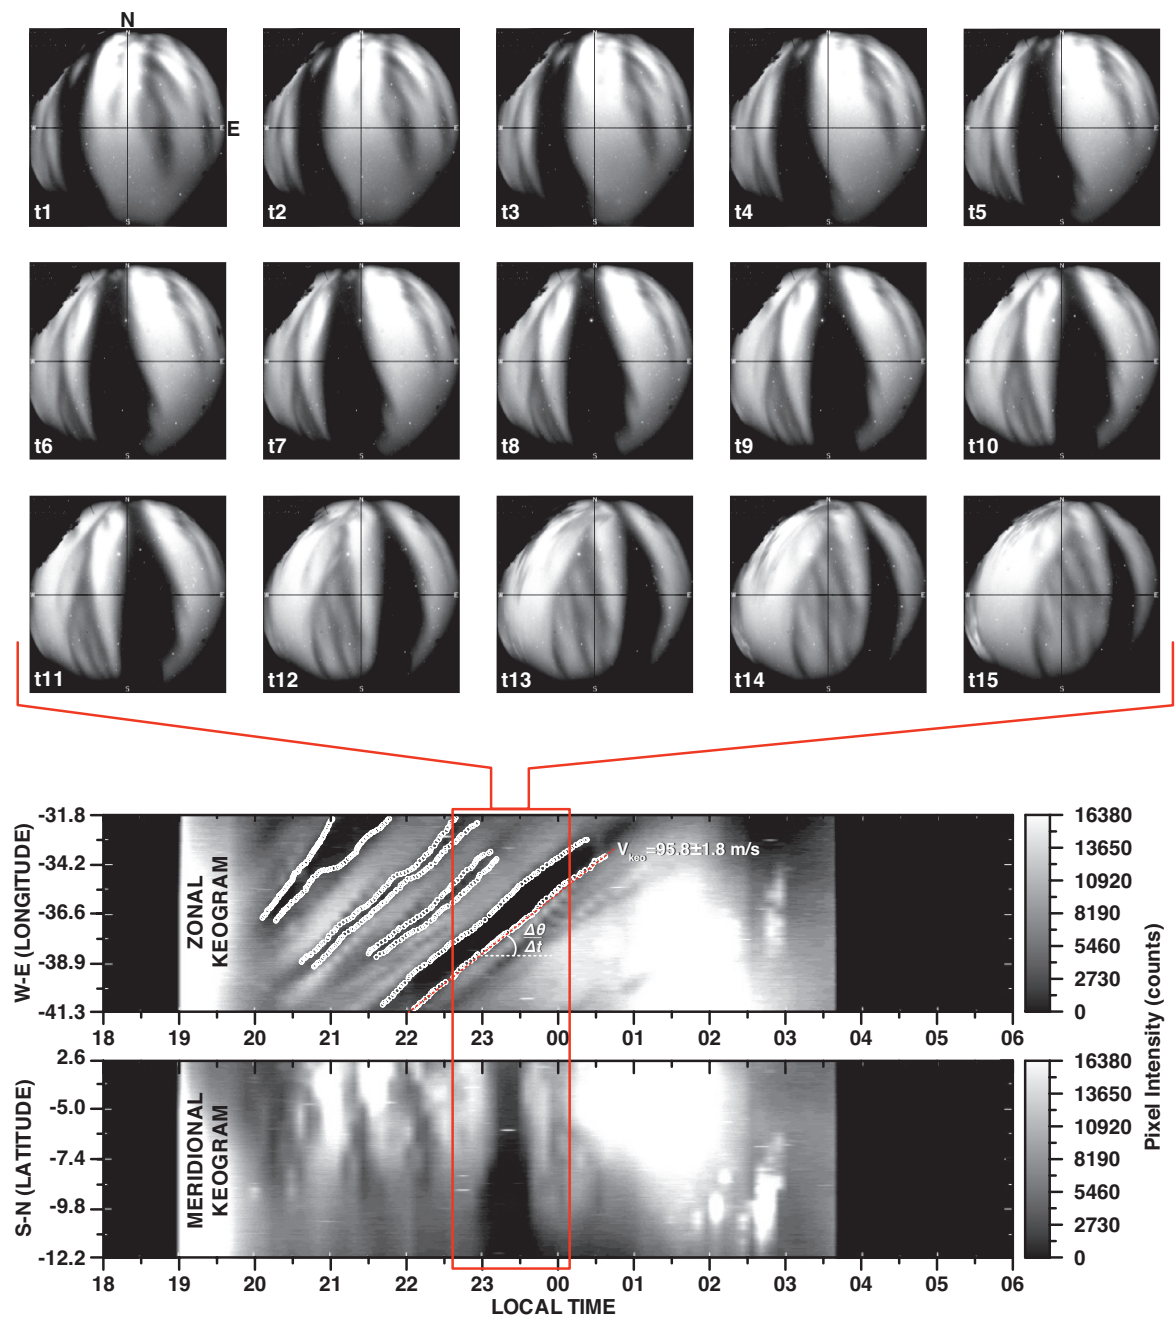 N
E
t1
t2
t3
t4
t5
t6
t7
t8
t9
t10
t11
t12
t13
t14
t15
W-E (LONGITUDE)
-31.8
-34.2
-36.6
-38.9
-41.3
ZONAL
KEOGRAM
Vkeo=95.8±1.8 m/s
Δθ
Δt
18 19 20 21 22 23 00 01 02 03 04 05 06
16380
13650
10920
8190
5460
2730
0
S-N (LATITUDE)
2.6
-5.0
-7.4
-9.8
-12.2
MERIDIONAL
KEOGRAM
18 19 20 21 22 23 00 01 02 03 04 05 06
LOCAL TIME
16380
13650
10920
8190
5460
2730
0
Pixel Intensity (counts)